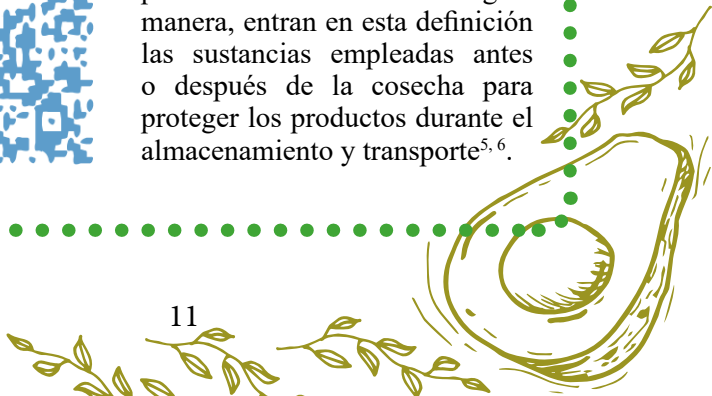 manera, entran en esta definición
las sustancias empleadas antes
o después de la cosecha para
proteger los productos durante el
almacenamiento y transporte⁵, ⁶.
11